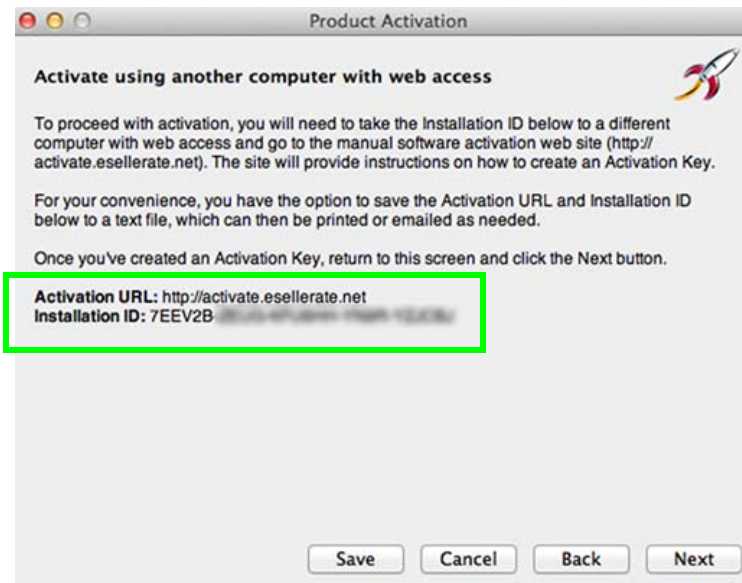 Product Activation
Activate using another computer with web access
To proceed with activation, you will need to take the Installation ID below to a different
computer with web access and go to the manual software activation web site (http://
activate.esellerate.net). The site will provide instructions on how to create an Activation Key.
For your convenience, you have the option to save the Activation URL and Installation ID
below to a text file, which can then be printed or emailed as needed.
Once you've created an Activation Key, return to this screen and click the Next button.
Activation URL: http://activate.esellerate.net
Installation ID: 7EEV2B
Save Cancel Back Next